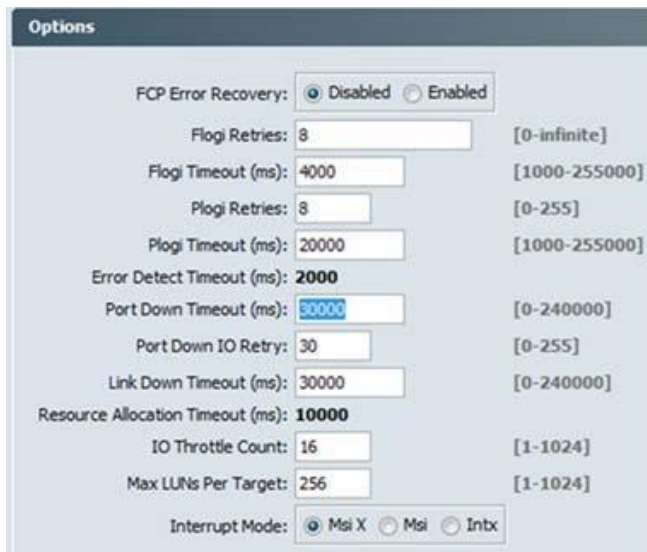 Options
FCP Error Recovery: Disabled Enabled
Flogi Retries: 8 [0-infinite]
Flogi Timeout (ms): 4000 [1000-255000]
Plogi Retries: 8 [0-255]
Plogi Timeout (ms): 20000 [1000-255000]
Error Detect Timeout (ms): 2000
Port Down Timeout (ms): 30000 [0-240000]
Port Down IO Retry: 30 [0-255]
Link Down Timeout (ms): 30000 [0-240000]
Resource Allocation Timeout (ms): 10000
IO Throttle Count: 16 [1-1024]
Max LUNs Per Target: 256 [1-1024]
Interrupt Mode: Msi X Msi Intx